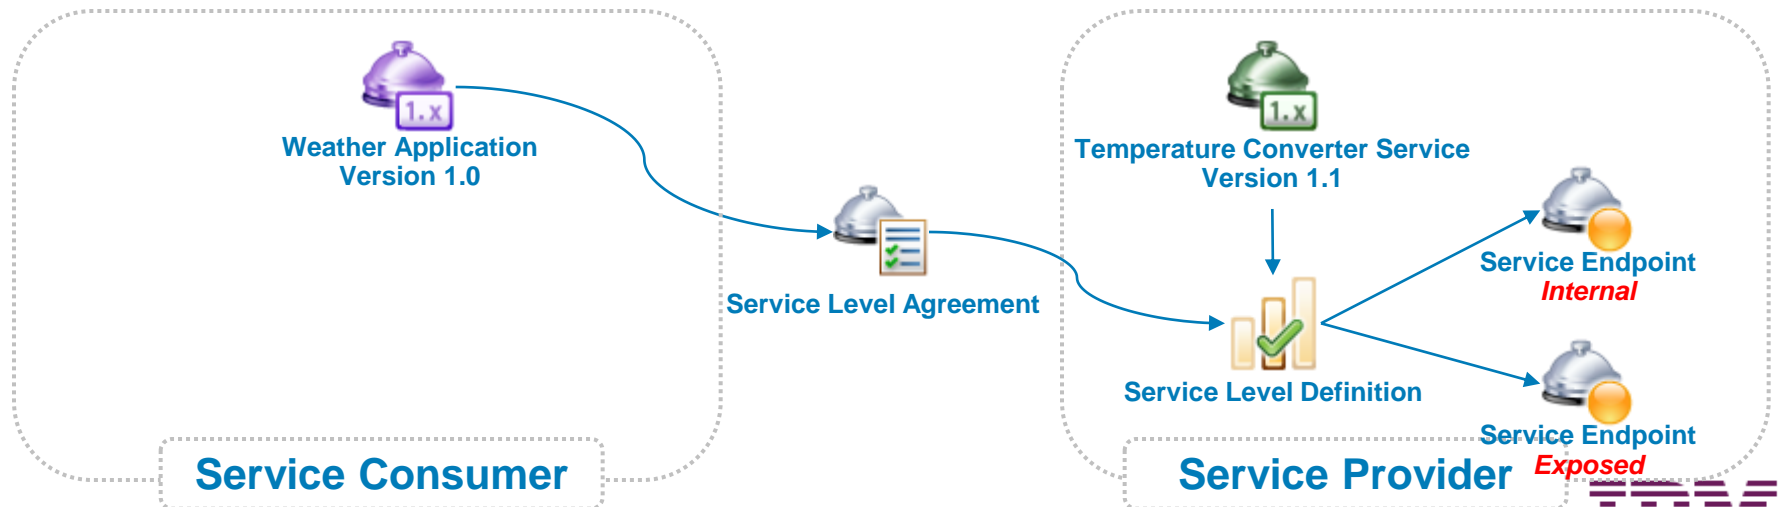 1.x
Weather Application
Version 1.0
Service Level Agreement
1.x
Temperature Converter Service
Version 1.1
Service Endpoint
Internal
Service Level Definition
Service Endpoint
Exposed
Service Consumer
Service Provider